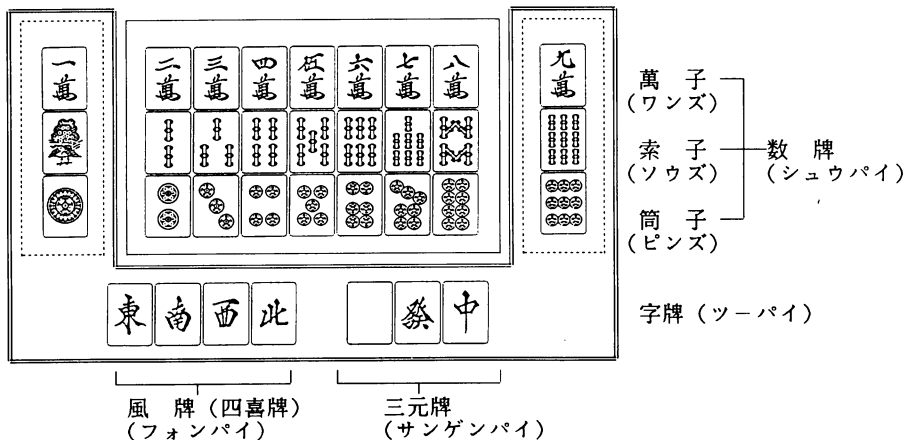 一萬 二萬 三萬 四萬 伍萬 六萬 七萬 八萬 九萬
萬 子
(ワンズ)
索 子
(ソウズ)
筒 子
(ピンズ)
数 牌
(シュウパイ)
東 南 西 北 發 中
字牌 (ツーパイ)
風 牌 (四喜牌)
(フォンパイ)
三元牌
(サンゲンパイ)